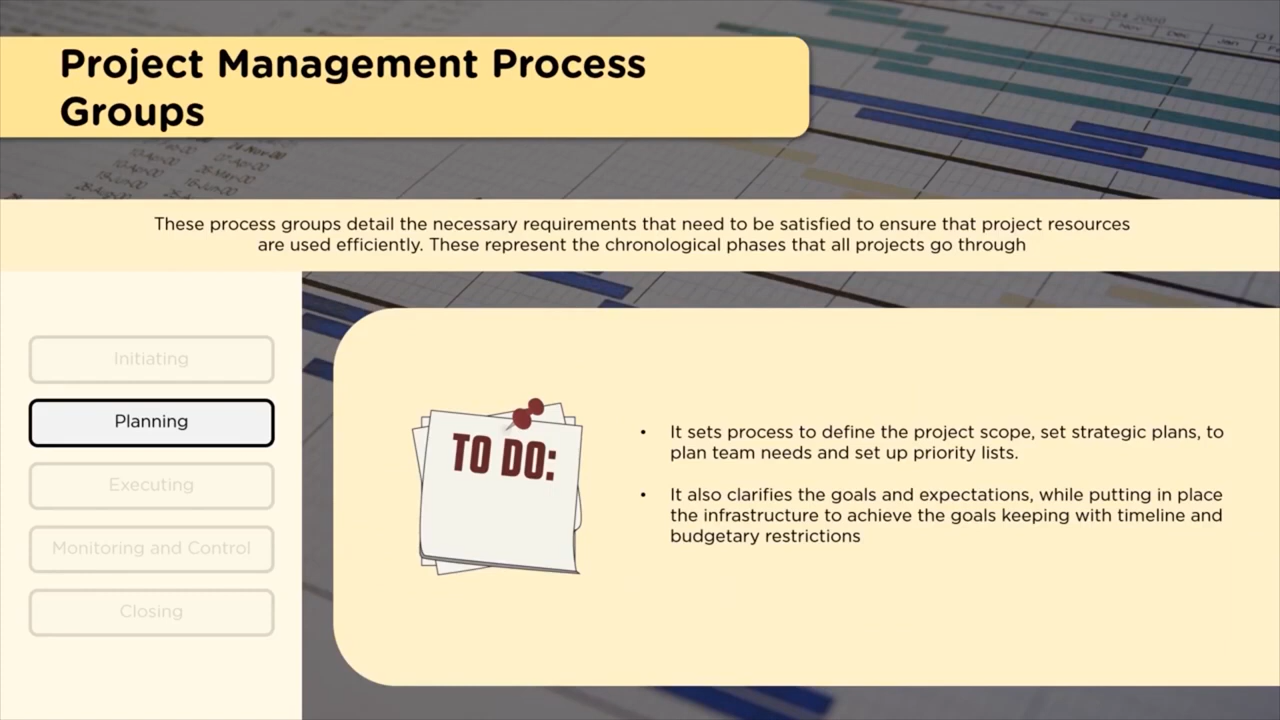 Project Management Process
Groups
These process groups detail the necessary requirements that need to be satisfied to ensure that project resources
are used efficiently. These represent the chronological phases that all projects go through
Initiating
Planning
Executing
Monitoring and Control
Closing
TO DO:
• It sets process to define the project scope, set strategic plans, to
plan team needs and set up priority lists.
• It also clarifies the goals and expectations, while putting in place
the infrastructure to achieve the goals keeping with timeline and
budgetary restrictions